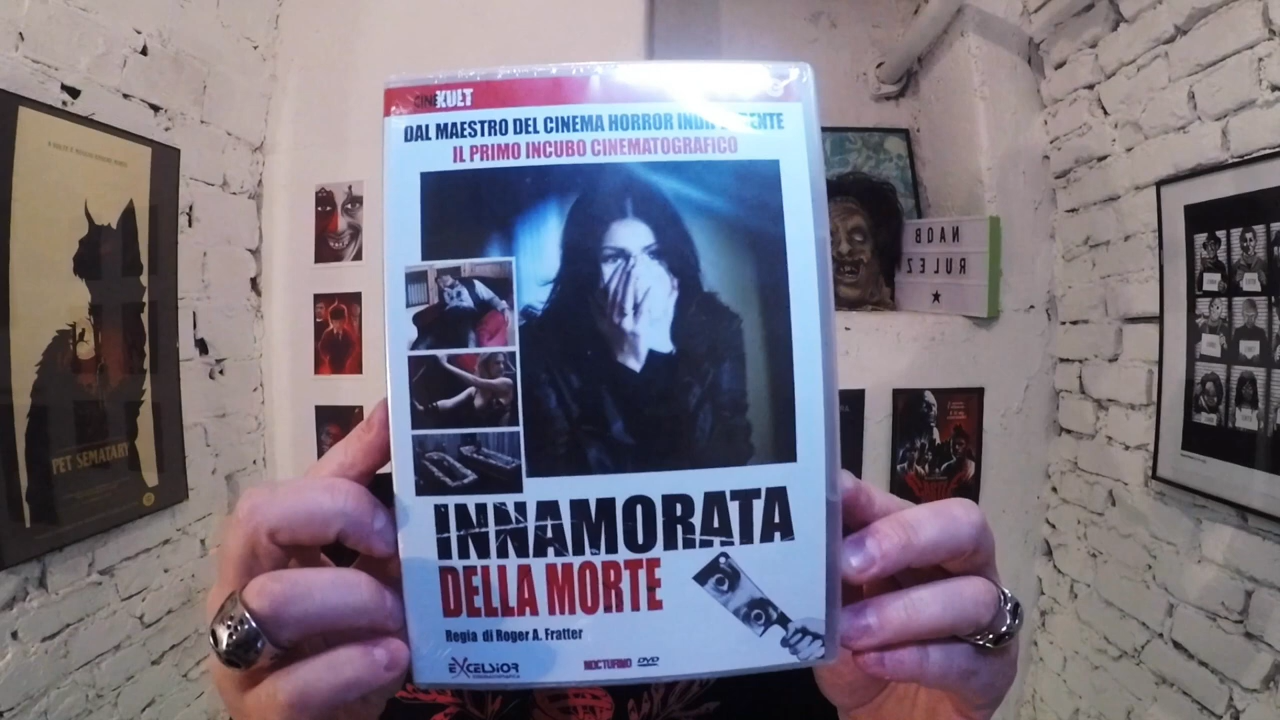 CINEKULT
DAL MAESTRO DEL CINEMA HORROR INDIPENDENTE
IL PRIMO INCUBO CINEMATOGRAFICO
INNAMORATA
DELLA MORTE
Regia di Roger A. Fratter
EXCELSIOR
NOCTURNO DVD
PET SEMATARY
NAQB
RULEZ
★